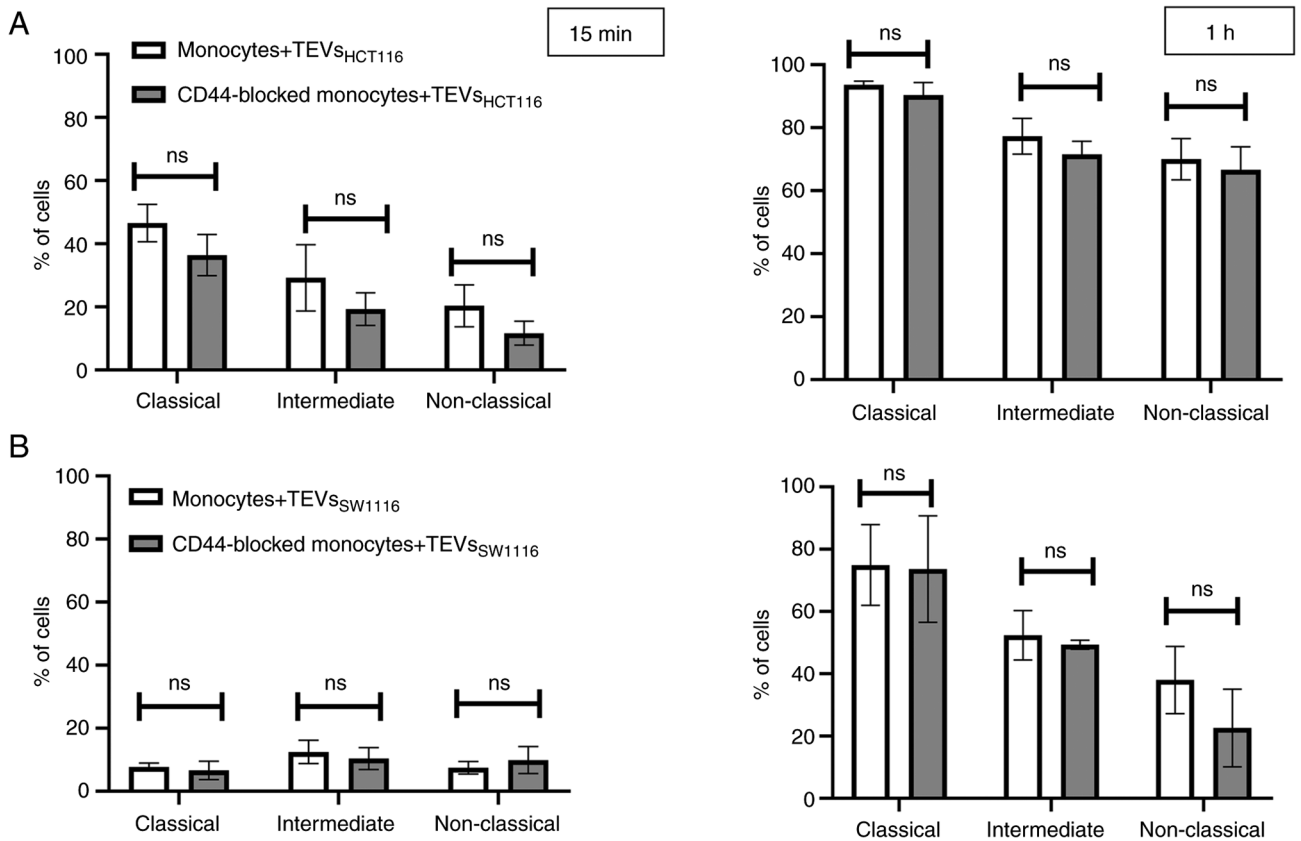 A
15 min
Monocytes+TEVsHCT116
CD44-blocked monocytes+TEVsHCT116
% of cells
100
80
60
40
20
0
ns
ns
ns
Classical
Intermediate
Non-classical
1 h
% of cells
100
80
60
40
20
0
ns
ns
ns
Classical
Intermediate
Non-classical
B
Monocytes+TEVsSW1116
CD44-blocked monocytes+TEVsSW1116
% of cells
100
80
60
40
20
0
ns
ns
ns
Classical
Intermediate
Non-classical
% of cells
100
80
60
40
20
0
ns
ns
ns
Classical
Intermediate
Non-classical